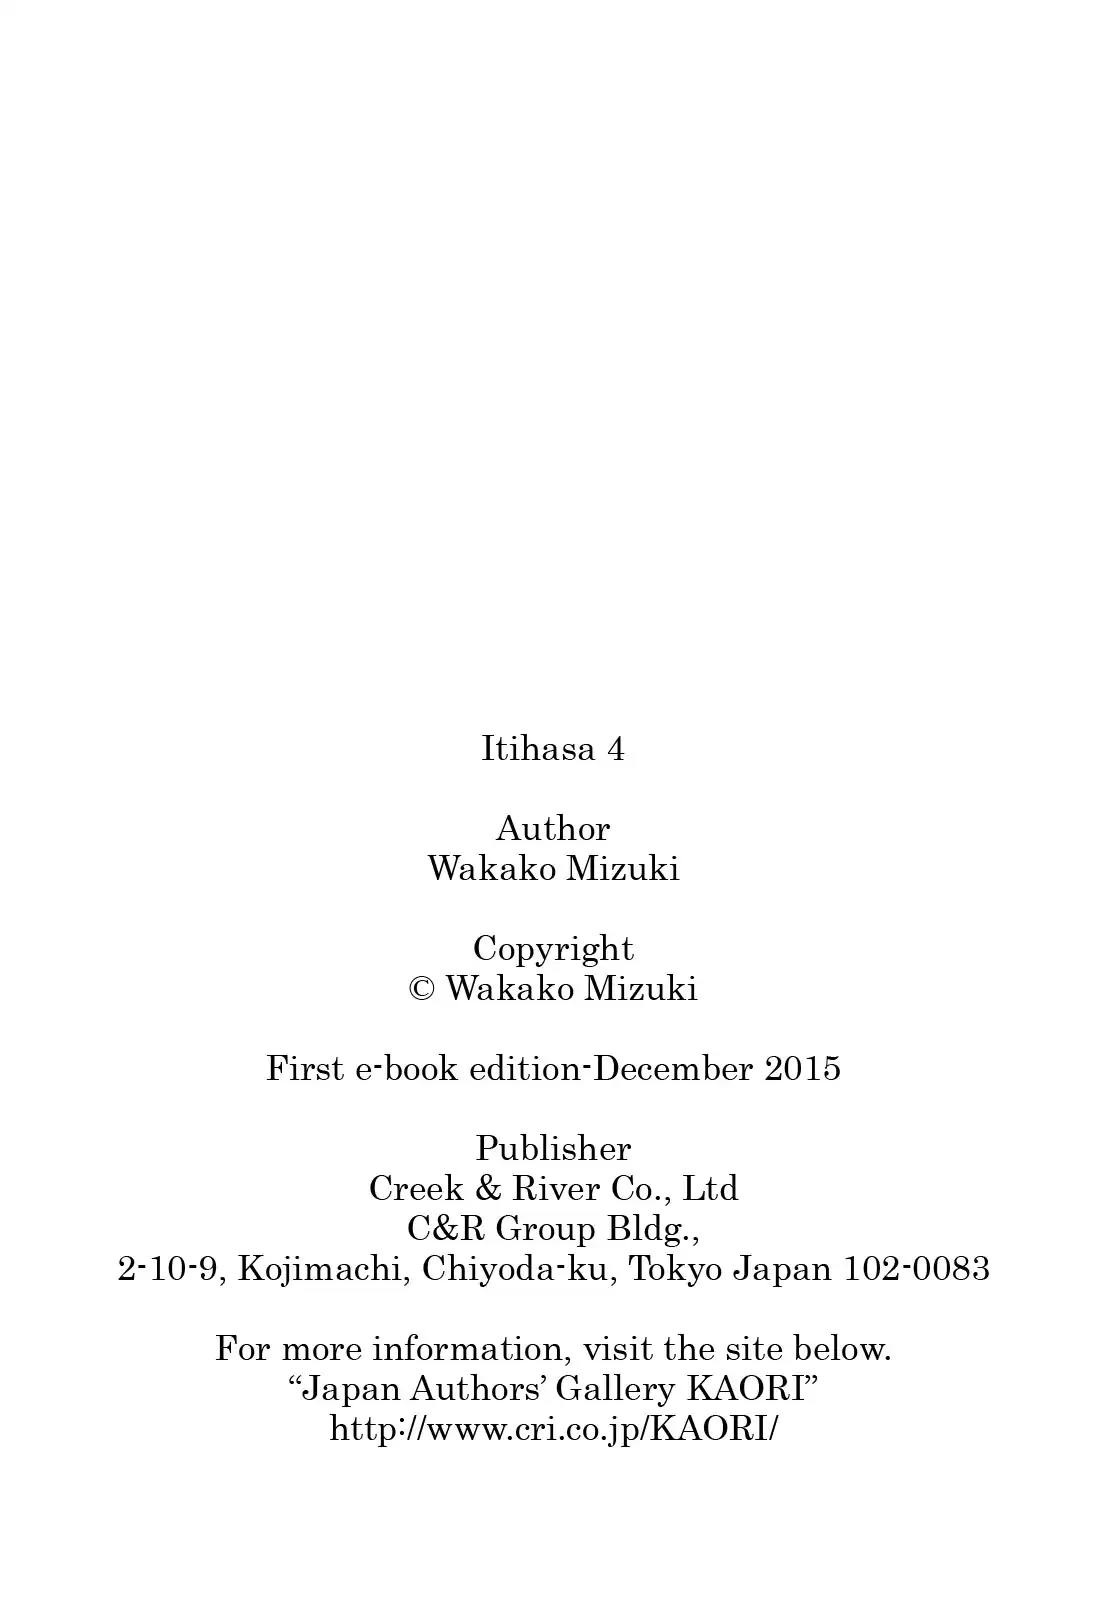 Itihasa 4
Author
Wakako Mizuki
Copyright
© Wakako Mizuki
First e-book edition-December 2015
Publisher
Creek & River Co., Ltd
C&R Group Bldg.,
2-10-9, Kojimachi, Chiyoda-ku, Tokyo Japan 102-0083
For more information, visit the site below.
“Japan Authors’ Gallery KAORI”
http://www.cri.co.jp/KAORI/